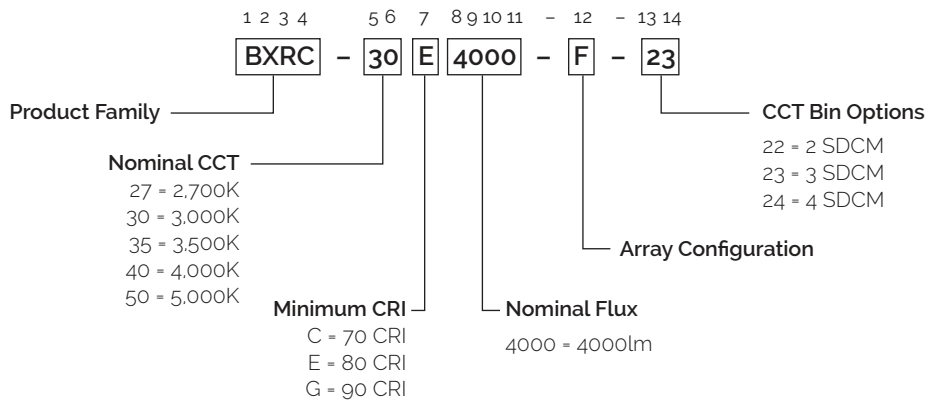 1 2 3 4 5 6 7 8 9 10 11 – 12 – 13 14
BXRC – 30 E 4000 – F – 23
Product Family
Nominal CCT
27 = 2,700K
30 = 3,000K
35 = 3,500K
40 = 4,000K
50 = 5,000K
Minimum CRI
C = 70 CRI
E = 80 CRI
G = 90 CRI
Nominal Flux
4000 = 4000lm
Array Configuration
CCT Bin Options
22 = 2 SDCM
23 = 3 SDCM
24 = 4 SDCM